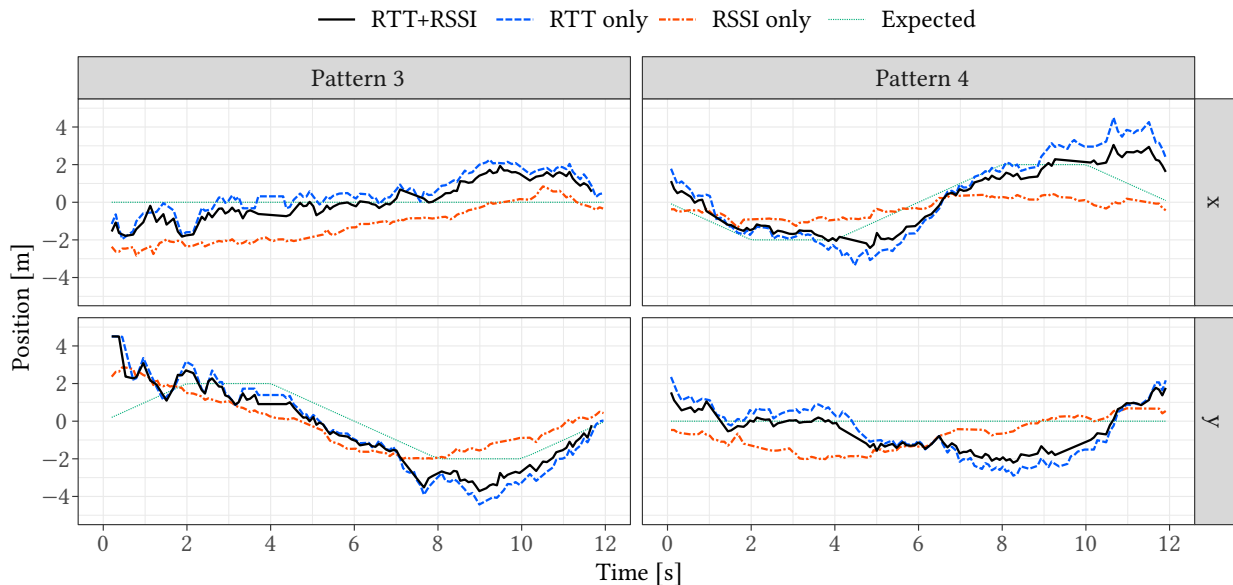 RTT+RSSI RTT only RSSI only Expected
Pattern 3 Pattern 4
4
2
0
−2
−4
x
4
2
0
−2
−4
y
Position [m]
0 2 4 6 8 10 12 0 2 4 6 8 10 12
Time [s]